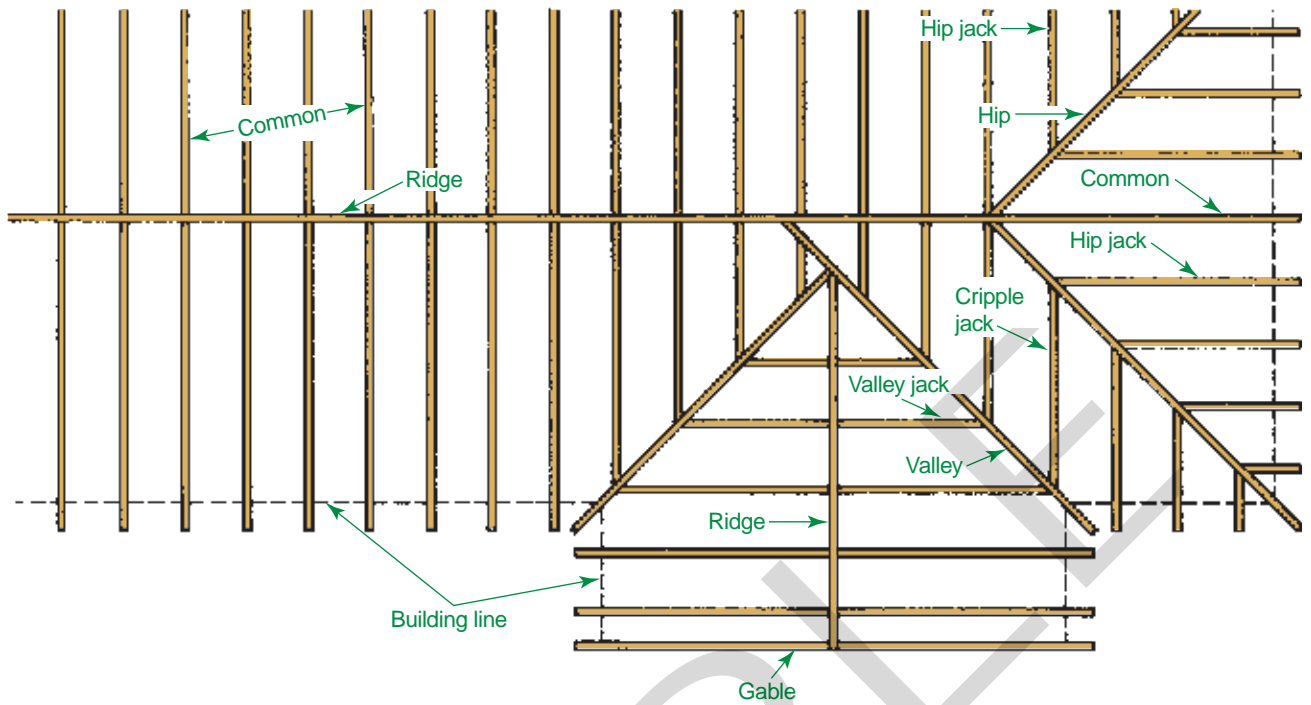 Hip jack
Common
Hip
Ridge
Common
Hip jack
Cripple
jack
Valley jack
Valley
Ridge
Building line
Gable